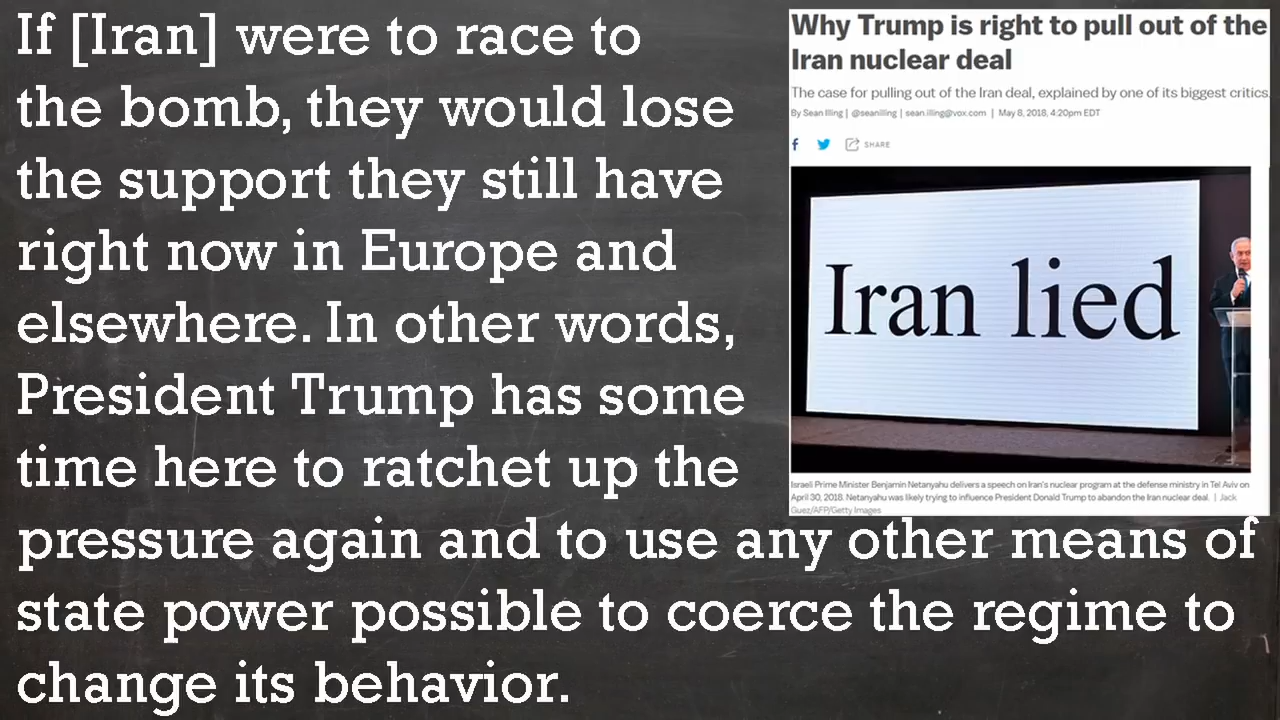 If [Iran] were to race to
the bomb, they would lose
the support they still have
right now in Europe and
elsewhere. In other words,
President Trump has some
time here to ratchet up the
pressure again and to use any other means of
state power possible to coerce the regime to
change its behavior.
Why Trump is right to pull out of the
Iran nuclear deal
The case for pulling out of the Iran deal, explained by one of its biggest critics.
By Sean Illing | @seanilling | sean.illing@vox.com | May 8, 2018, 4:20pm EDT
f SHARE
Iran lied
Israeli Prime Minister Benjamin Netanyahu delivers a speech on Iran's nuclear program at the defense ministry in Tel Aviv on
April 30, 2018. Netanyahu was likely trying to influence President Donald Trump to abandon the Iran nuclear deal. | Jack
Guez/AFP/Getty Images